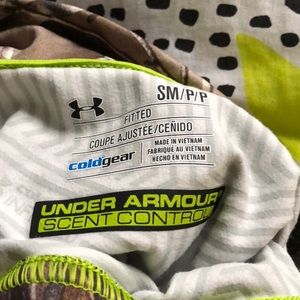 SM/P/P
FITTED
COUPE AJUSTÉE/CEÑIDO
coldgear
MADE IN VIETNAM
FABRIQUÉ AU VIETNAM
HECHO EN VIETNAM
UNDER ARMOUR
SCENT CONTROL